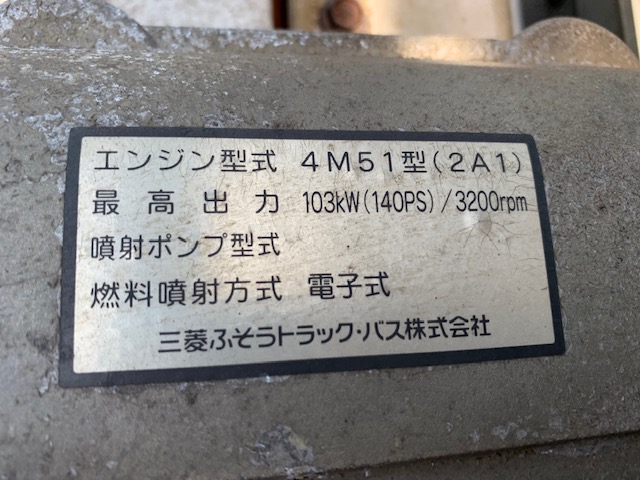 エンジン型式 4M51型(2A1)
最高出力 103kW(140PS)/3200rpm
噴射ポンプ型式
燃料噴射方式 電子式
三菱ふそうトラック・バス株式会社